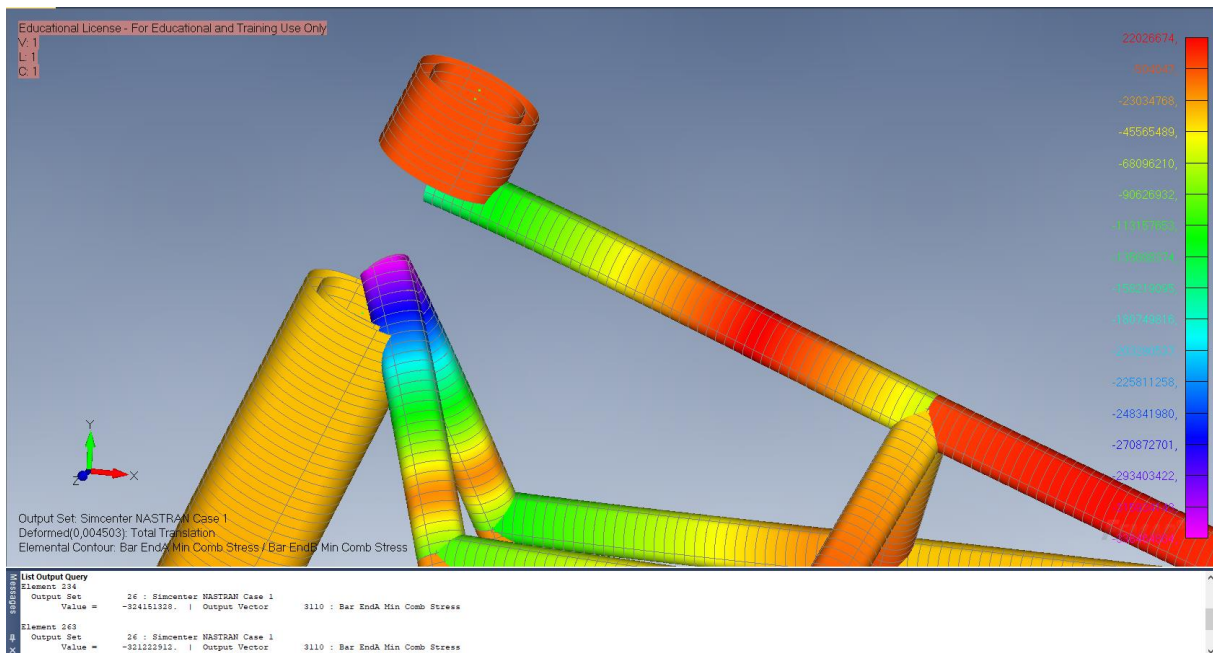 Educational License - For Educational and Training Use Only
V: 1
L: 1
C: 1
22026674,
-23034768,
-45565489,
-68096210,
-90626932,
-225811258,
-248341980,
-270872701,
-293403422,
Y
X
Z
Output Set: Simcenter NASTRAN Case 1
Deformed(0,004503): Total Translation
Elemental Contour: Bar EndA Min Comb Stress / Bar EndB Min Comb Stress
Messages
List Output Query
Element 234
Output Set 26 : Simcenter NASTRAN Case 1
Value = -324151328. | Output Vector 3110 : Bar EndA Min Comb Stress
Element 263
Output Set 26 : Simcenter NASTRAN Case 1
Value = -321222912. | Output Vector 3110 : Bar EndA Min Comb Stress